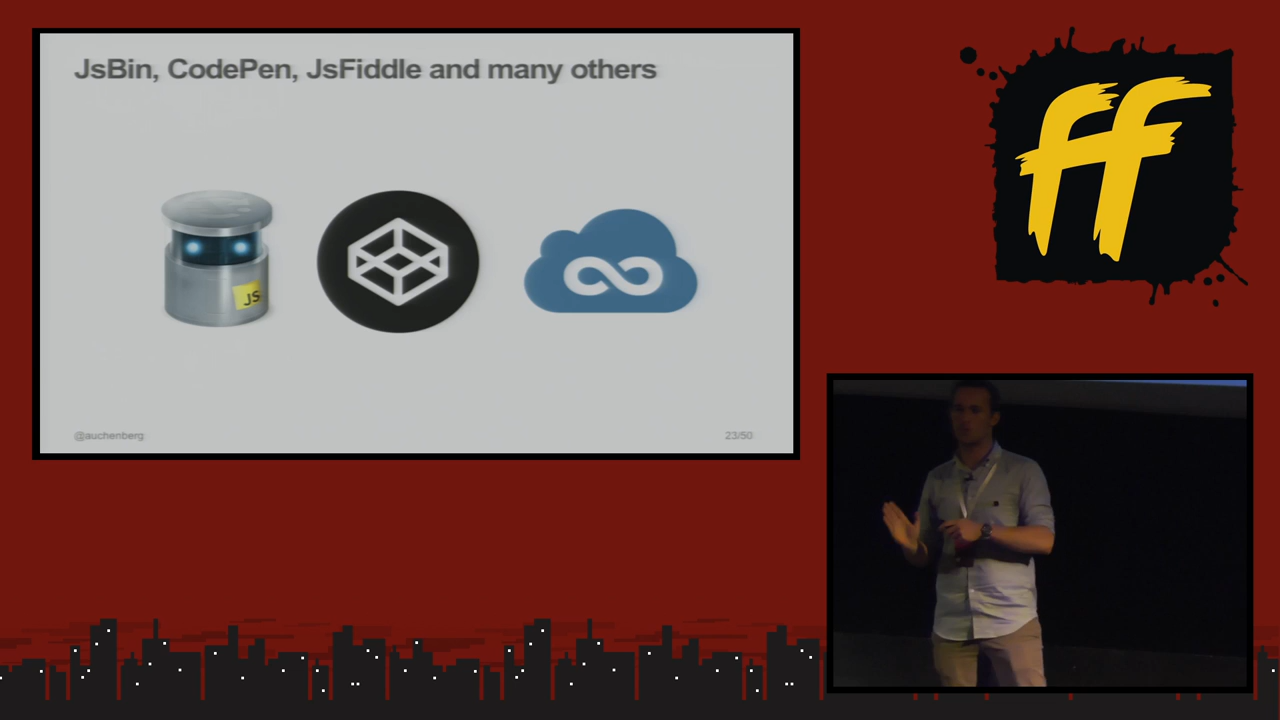 JsBin, CodePen, JsFiddle and many others
JS
@auchenberg
23/50
ff